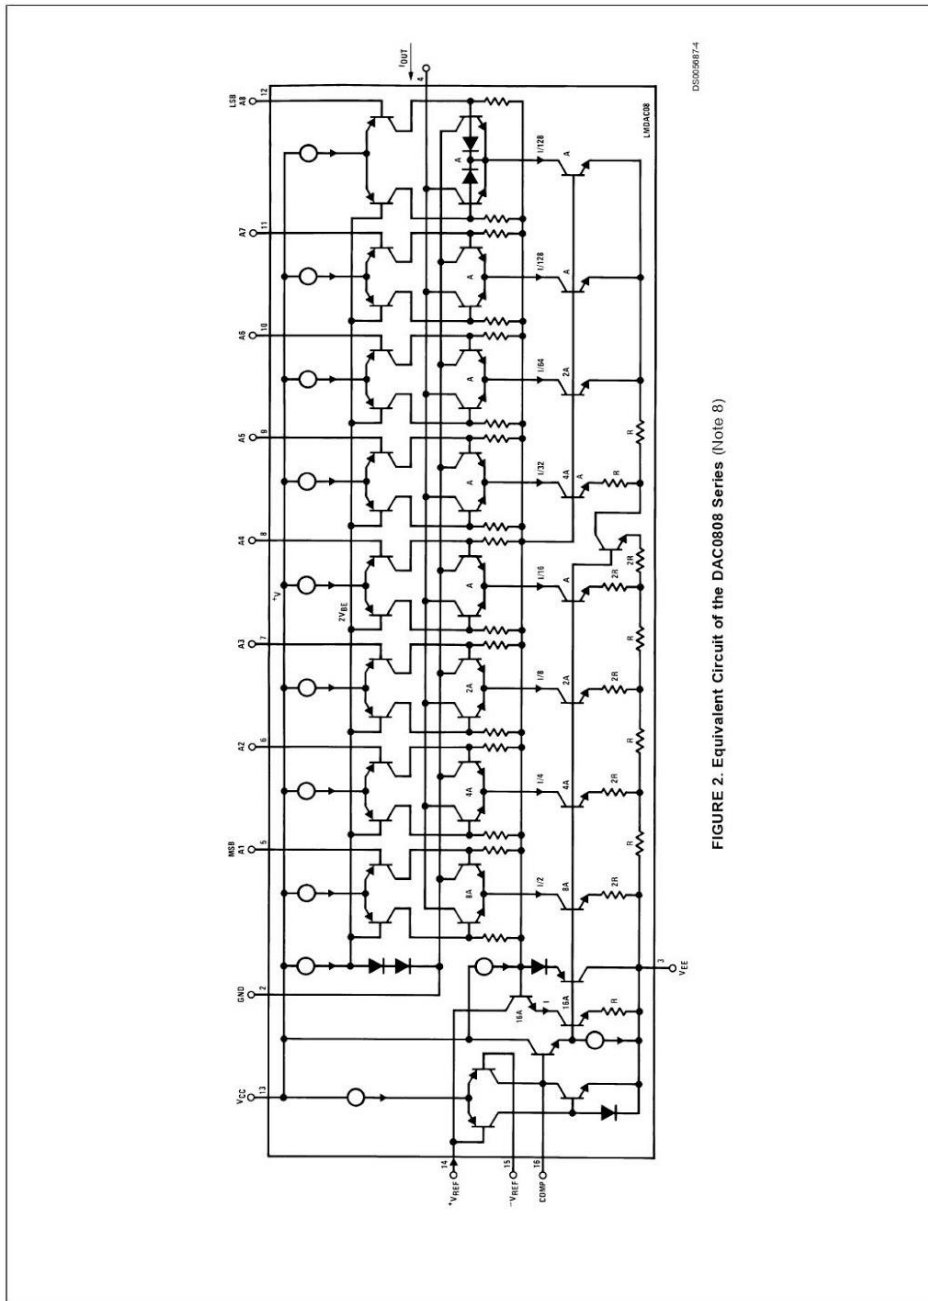 DS005687-4
VCC
13
GND
2
MSB
A1
5
A2
6
A3
7
A4
8
A5
9
A6
10
A7
11
LSB
A8
12
IOUT
4
+V
2VBE
8A
4A
2A
A
A
A
A
A
I/2
I/4
I/8
I/16
I/32
I/64
I/128
I/128
16A
I
16A
8A
4A
2A
A
4A
A
2A
A
A
R
2R
2R
2R
2R
2R
R
R
R
R
R
R
14
+VREF
15
−VREF
16
COMP
3
VEE
LMDAC08
FIGURE 2. Equivalent Circuit of the DAC0808 Series (Note 8)